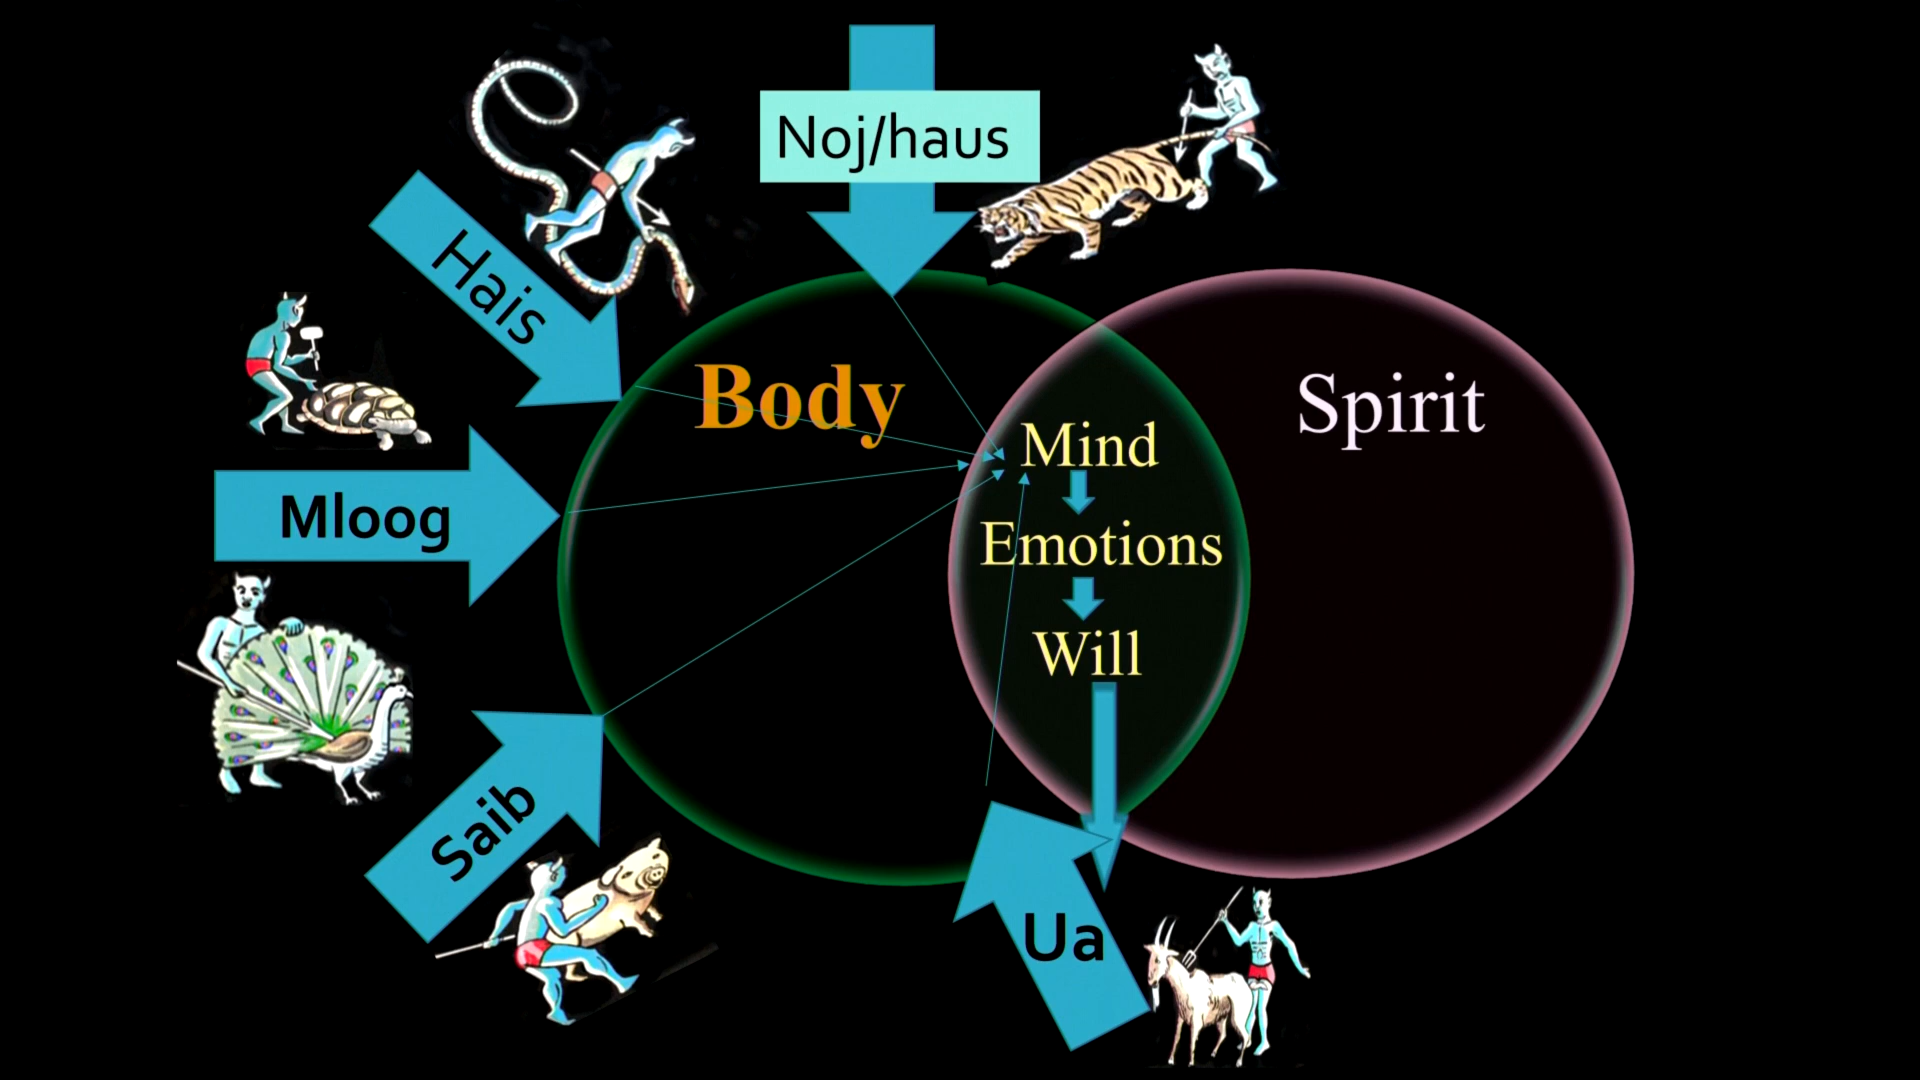 Noj/haus
Hais
Body
Spirit
Mind
Mloog
Emotions
Will
Saib
Ua